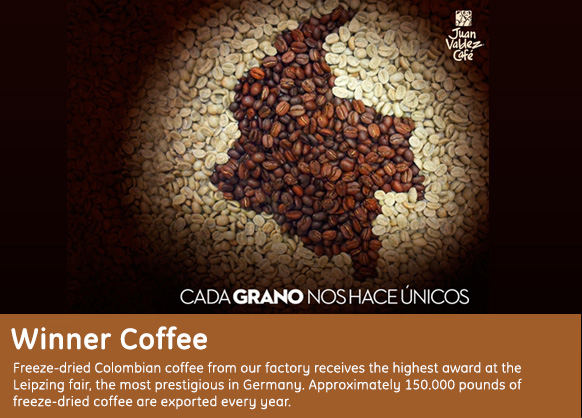 Juan
Valdez
Café
CADA GRANO NOS HACE ÚNICOS
Winner Coffee
Freeze-dried Colombian coffee from our factory receives the highest award at the
Leipzing fair, the most prestigious in Germany. Approximately 150.000 pounds of
freeze-dried coffee are exported every year.